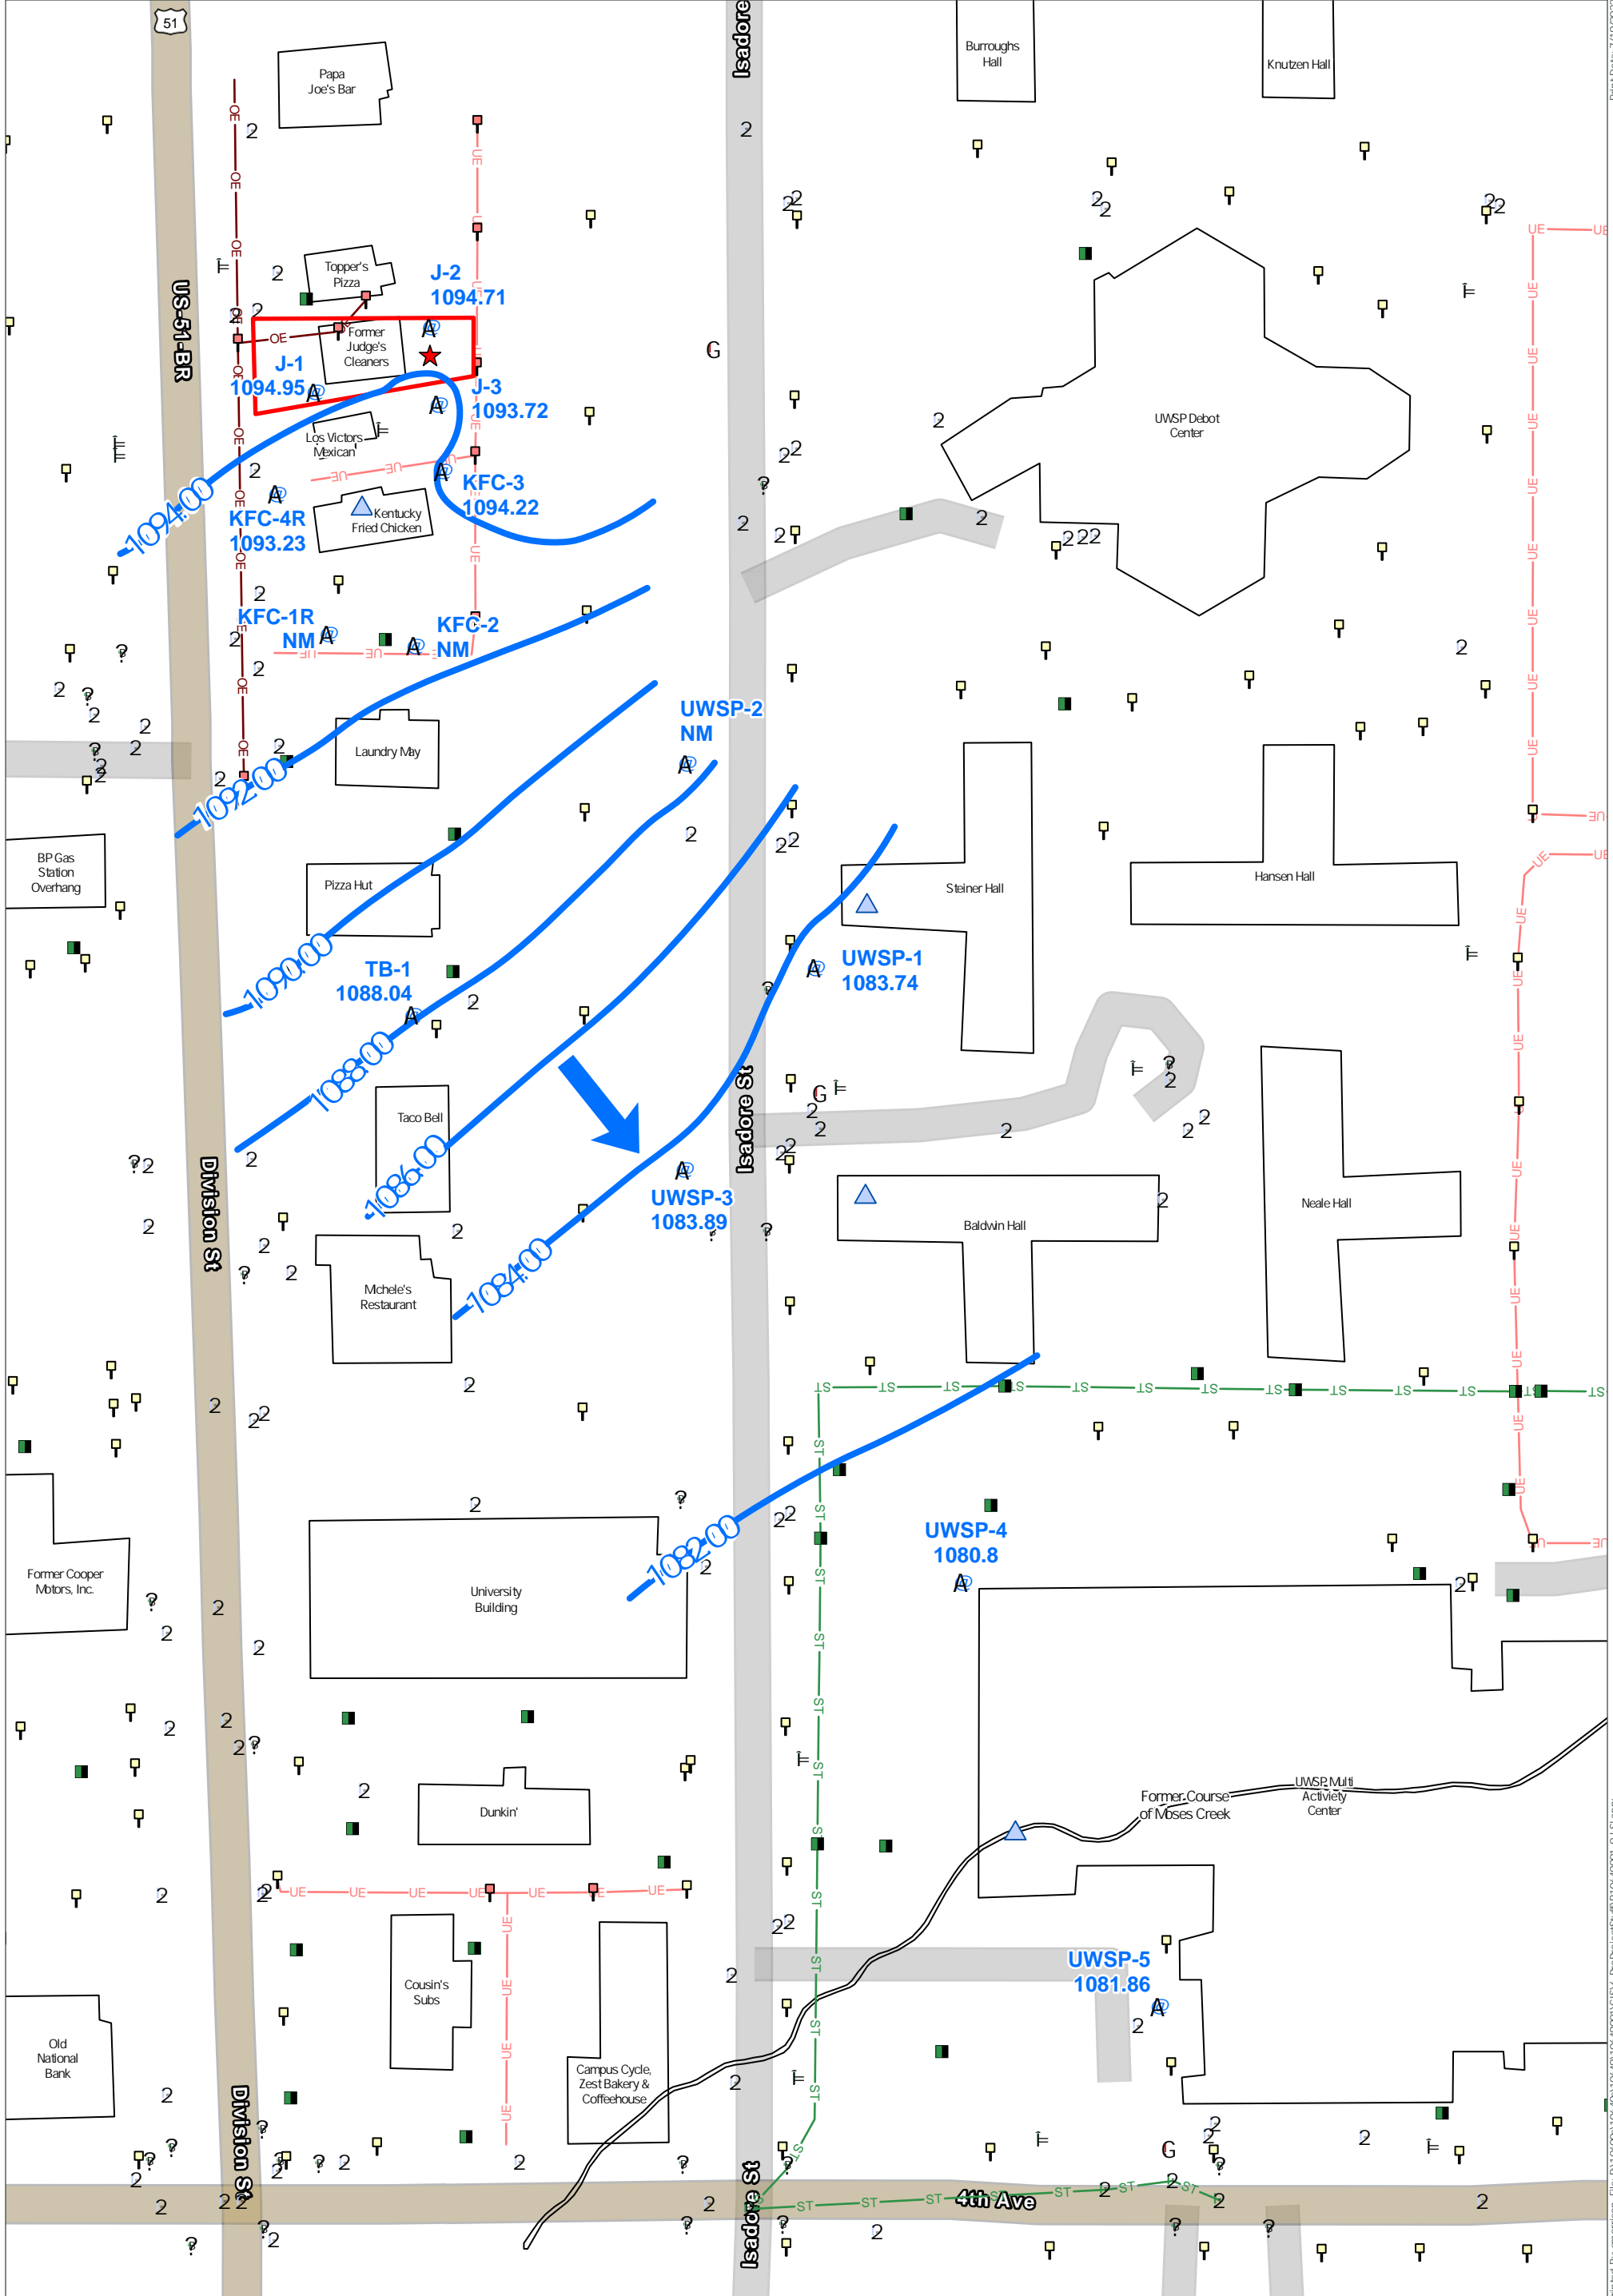 51
Isadore
Burroughs
Hall
Knutzen Hall
Papa
Joe's Bar
Topper's
Pizza
J-2
1094.71
US-51-BR
Former
Judge's
Cleaners
J-1
1094.95
J-3
1093.72
Los Victors
Mexican
UWSP Debot
Center
1094.00
KFC-3
1094.22
KFC-4R
1093.23
Kentucky
Fried Chicken
KFC-1R
NM
KFC-2
NM
UWSP-2
NM
Laundry May
1092.00
BP Gas
Station
Overhang
Pizza Hut
Steiner Hall
Hansen Hall
1090.00
TB-1
1088.04
UWSP-1
1083.74
1088.00
Taco Bell
Isadore St
1086.00
Division St
UWSP-3
1083.89
Baldwin Hall
Neale Hall
1084.00
Michele's
Restaurant
1082.00
UWSP-4
1080.8
Former Cooper
Motors, Inc.
University
Building
Dunkin'
Former Course
of Moses Creek
UWSP Multi
Activiety
Center
UWSP-5
1081.86
Cousin's
Subs
Old
National
Bank
Campus Cycle,
Zest Bakery &
Coffeehouse
Division St
Isadore St
4th Ave